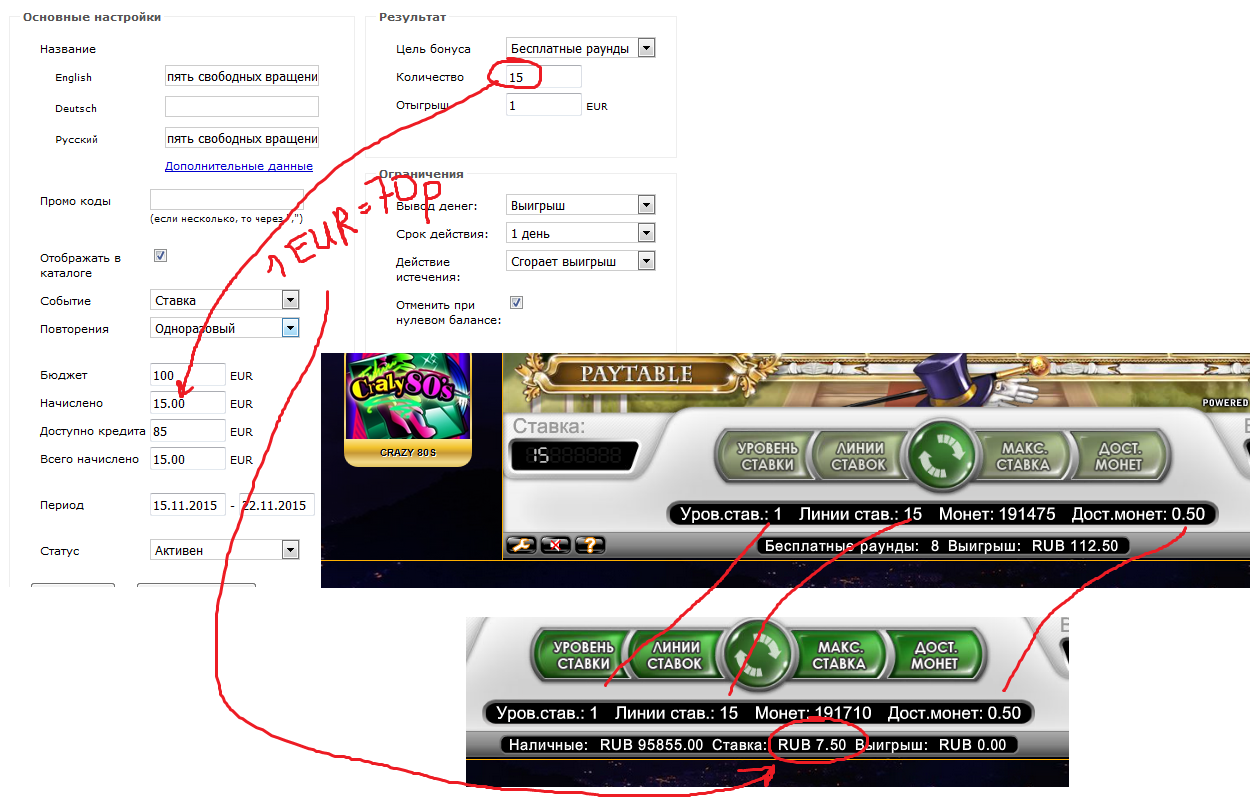 Основные настройки
Название
English
пять свободных вращени
Deutsch
Русский
пять свободных вращени
Дополнительные данные
Промо коды
(если несколько, то через ",")
Отображать в
каталоге
Событие
Ставка
Повторения
Одноразовый
Бюджет
100 EUR
Начислено
15.00 EUR
Доступно кредита
85 EUR
Всего начислено
15.00 EUR
Период
15.11.2015 - 22.11.2015
Статус
Активен
Результат
Цель бонуса
Бесплатные раунды
Количество
15
Отыгрыш
1 EUR
Ограничения
Вывод денег:
Выигрыш
Срок действия:
1 день
Действие
истечения:
Сгорает выигрыш
Отменить при
нулевом балансе:
1 EUR = 70 р
Crazy 80's
CRAZY 80S
PAYTABLE
POWERED
Ставка:
15
УРОВЕНЬ
СТАВКИ
ЛИНИИ
СТАВОК
МАКС.
СТАВКА
ДОСТ.
МОНЕТ
Уров.став.: 1 Линии став.: 15 Монет: 191475 Дост.монет: 0.50
Бесплатные раунды: 8 Выигрыш: RUB 112.50
УРОВЕНЬ
СТАВКИ
ЛИНИИ
СТАВОК
МАКС.
СТАВКА
ДОСТ.
МОНЕТ
Уров.став.: 1 Линии став.: 15 Монет: 191710 Дост.монет: 0.50
Наличные: RUB 95855.00 Ставка: RUB 7.50 Выигрыш: RUB 0.00